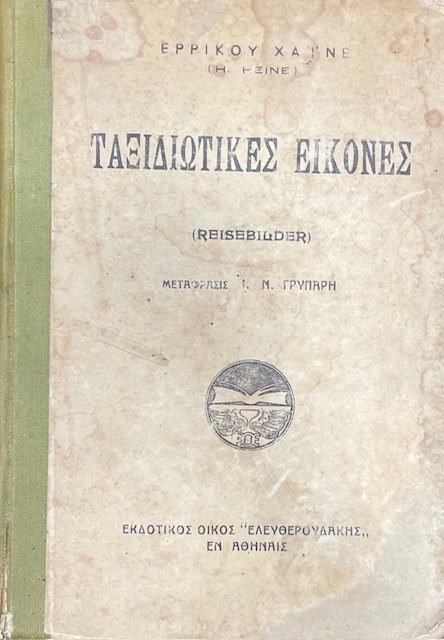 ΕΡΡΙΚΟΥ ΧΑΪΝΕ
(H. HEINE)
ΤΑΞΙΔΙΩΤΙΚΕΣ ΕΙΚΟΝΕΣ
(REISEBILDER)
ΜΕΤΑΦΡΑΣΙΣ Ι. Ν. ΓΡΥΠΑΡΗ
ΕΚΔΟΤΙΚΟΣ ΟΙΚΟΣ "ΕΛΕΥΘΕΡΟΥΔΑΚΗΣ,,
ΕΝ ΑΘΗΝΑΙΣ